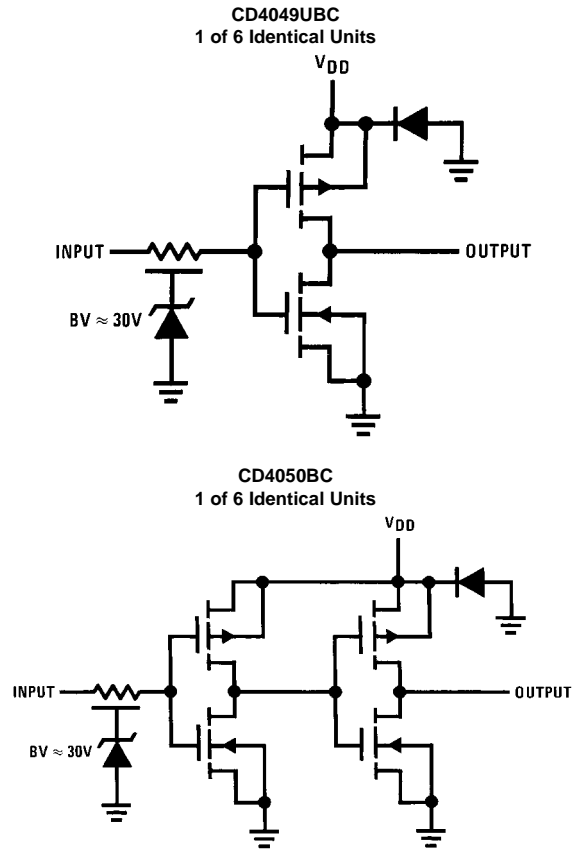 CD4049UBC
1 of 6 Identical Units
VDD
INPUT
OUTPUT
BV ≈ 30V
CD4050BC
1 of 6 Identical Units
VDD
INPUT
OUTPUT
BV ≈ 30V